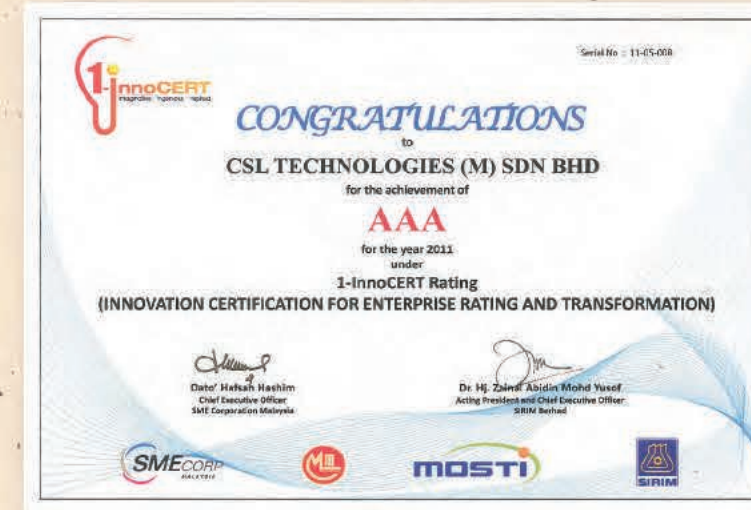 Serial No : 11-05-008
1-InnoCERT
CONGRATULATIONS
to
CSL TECHNOLOGIES (M) SDN BHD
for the achievement of
AAA
for the year 2011
under
1-InnoCERT Rating
(INNOVATION CERTIFICATION FOR ENTERPRISE RATING AND TRANSFORMATION)
Dato' Hafsah Hashim
Chief Executive Officer
SME Corporation Malaysia
Dr. Hj. Zainal Abidin Mohd Yusof
Acting President and Chief Executive Officer
SIRIM Berhad
SMECORP
MALAYSIA
mosti
SIRIM